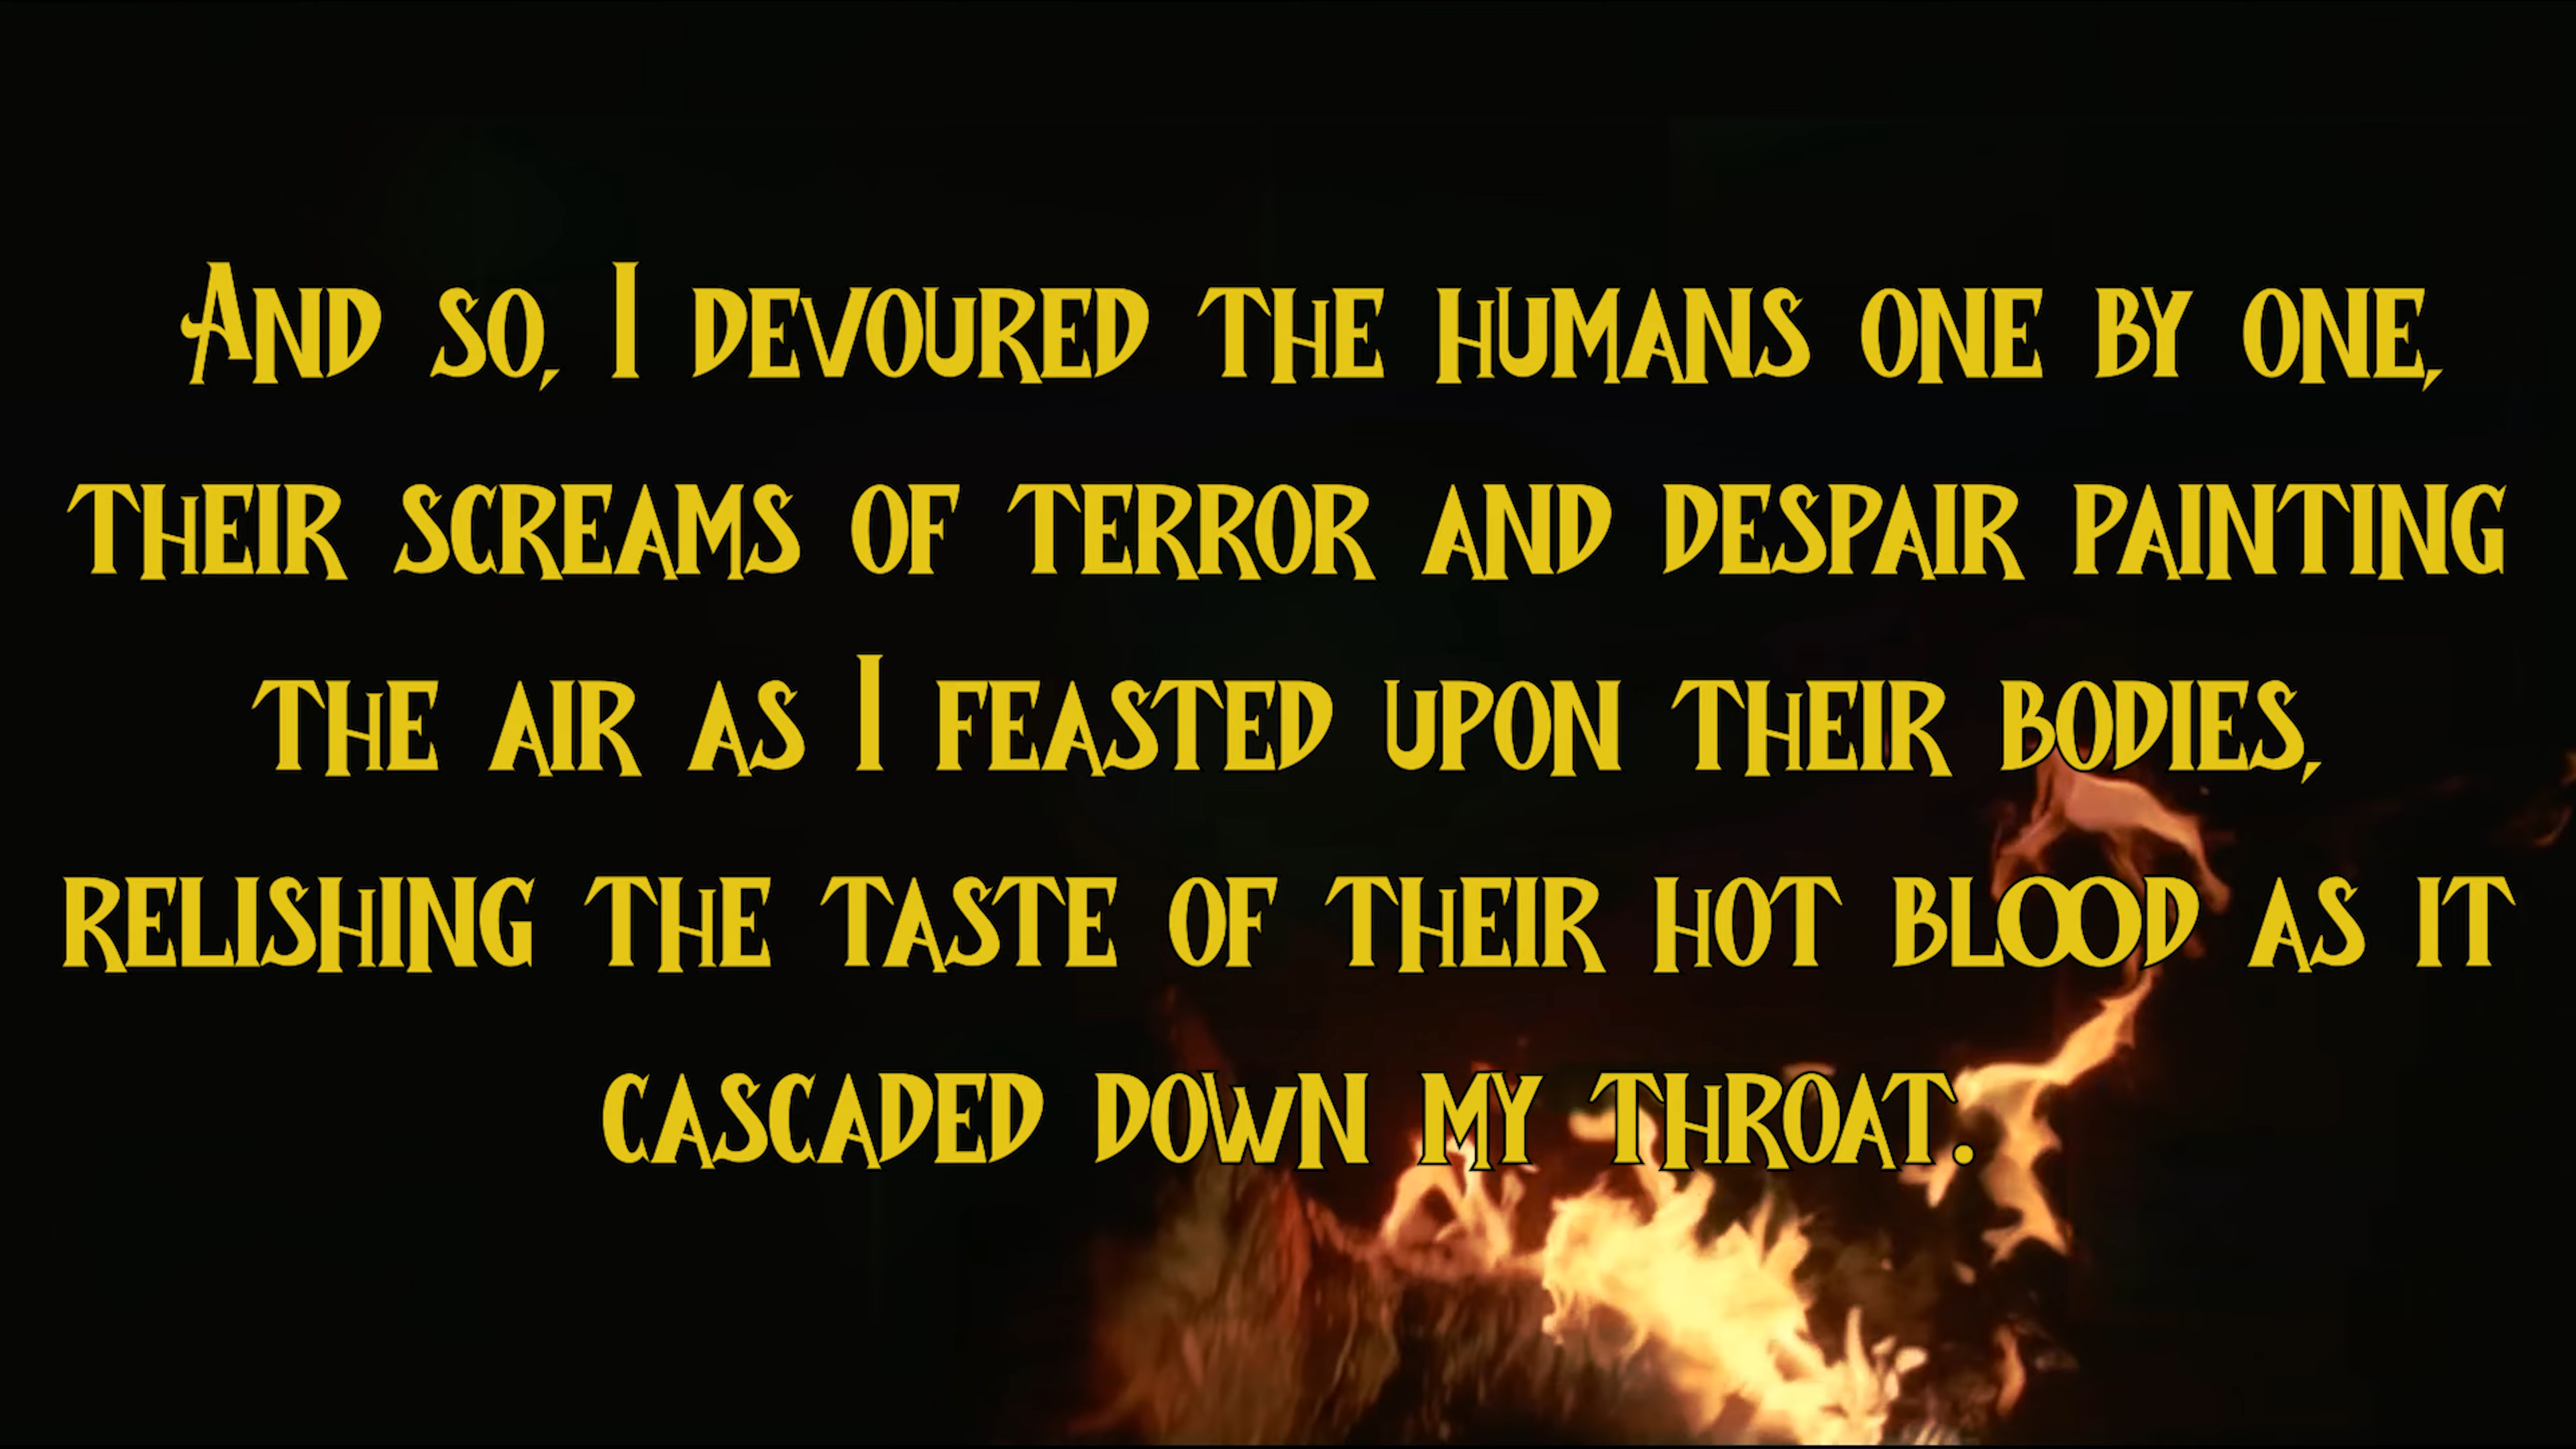 And so, I devoured the humans one by one,
their screams of terror and despair painting
the air as I feasted upon their bodies,
relishing the taste of their hot blood as it
cascaded down my throat.